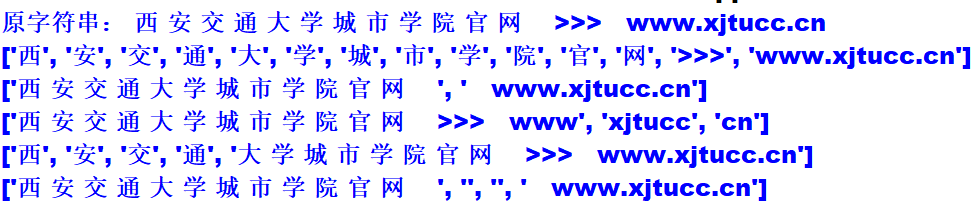 原字符串： 西 安 交 通 大 学 城 市 学 院 官 网   >>>   www.xjtucc.cn
['西', '安', '交', '通', '大', '学', '城', '市', '学', '院', '官', '网', '>>>', 'www.xjtucc.cn']
['西 安 交 通 大 学 城 市 学 院 官 网   ', '   www.xjtucc.cn']
['西 安 交 通 大 学 城 市 学 院 官 网   >>>   www', 'xjtucc', 'cn']
['西', '安', '交', '通', '大 学 城 市 学 院 官 网   >>>   www.xjtucc.cn']
['西 安 交 通 大 学 城 市 学 院 官 网   ', '', '', '   www.xjtucc.cn']